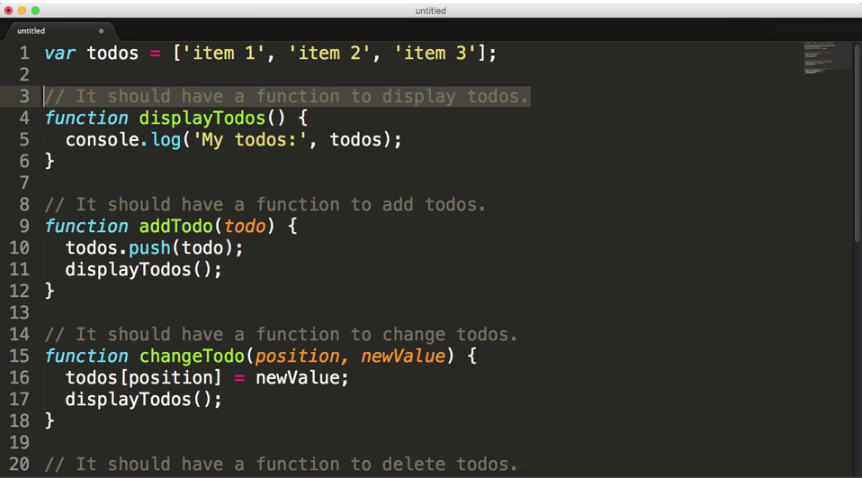 untitled
untitled
1 var todos = ['item 1', 'item 2', 'item 3'];
2
3 // It should have a function to display todos.
4 function displayTodos() {
5   console.log('My todos:', todos);
6 }
7
8 // It should have a function to add todos.
9 function addTodo(todo) {
10   todos.push(todo);
11   displayTodos();
12 }
13
14 // It should have a function to change todos.
15 function changeTodo(position, newValue) {
16   todos[position] = newValue;
17   displayTodos();
18 }
19
20 // It should have a function to delete todos.